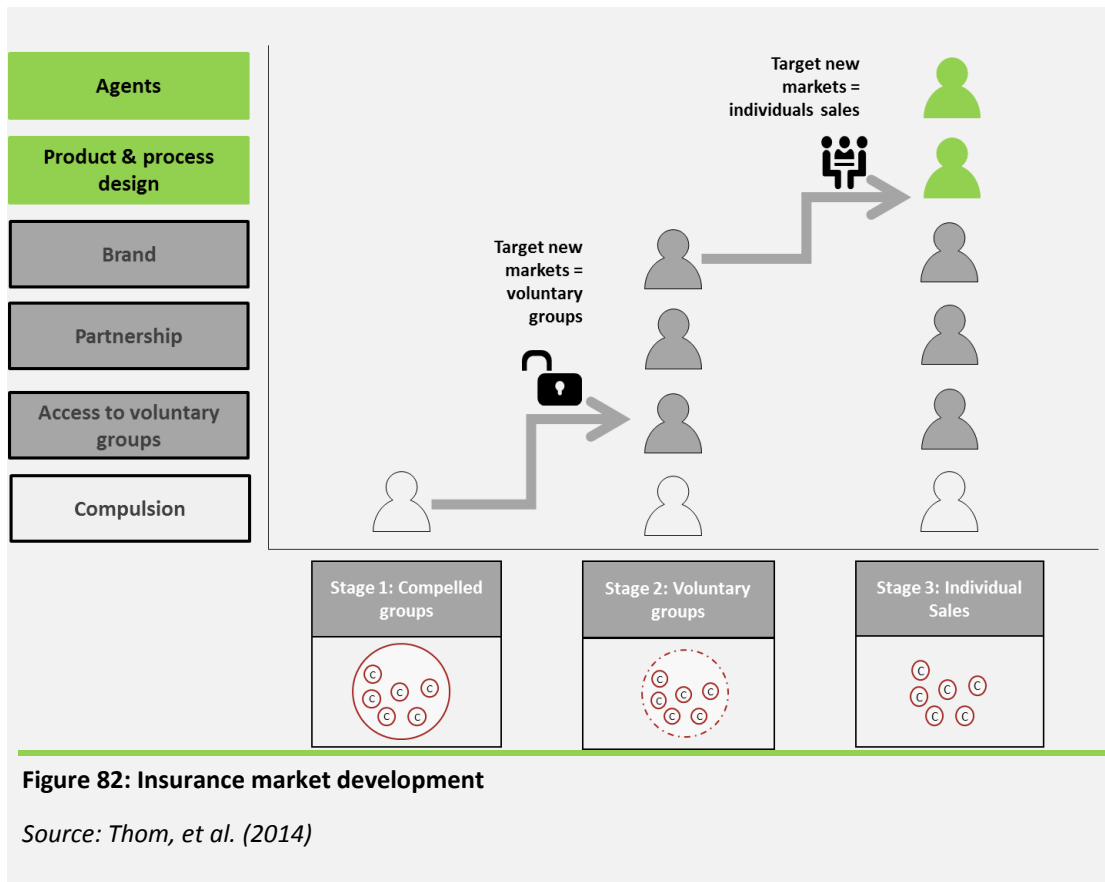 Agents
Product & process
design
Brand
Partnership
Access to voluntary
groups
Compulsion
Target new
markets =
voluntary
groups
Target new
markets =
individuals sales
Stage 1: Compelled
groups
C
C
C
C
C
C
Stage 2: Voluntary
groups
C
C
C
C
C
C
Stage 3: Individual
Sales
C
C
C
C
C
C
Figure 82: Insurance market development
Source: Thom, et al. (2014)